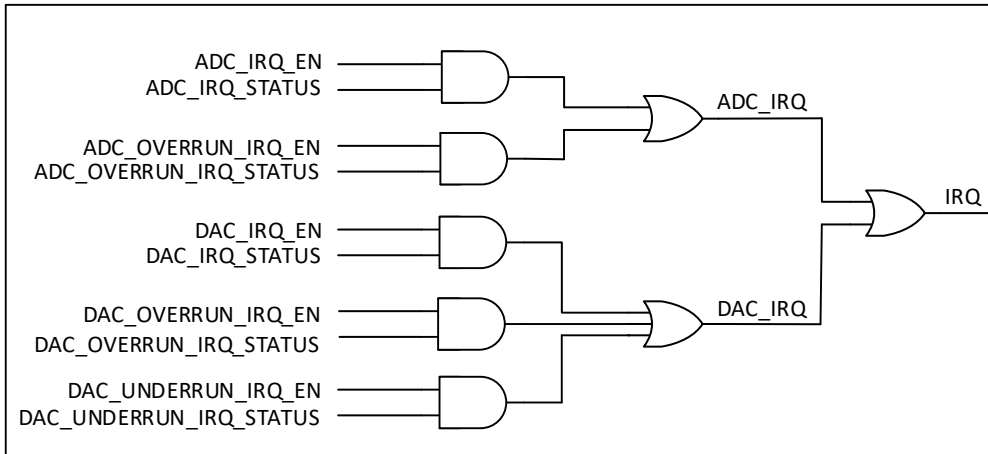 ADC_IRQ_EN
ADC_IRQ_STATUS
ADC_IRQ
ADC_OVERRUN_IRQ_EN
ADC_OVERRUN_IRQ_STATUS
IRQ
DAC_IRQ_EN
DAC_IRQ_STATUS
DAC_OVERRUN_IRQ_EN
DAC_IRQ
DAC_OVERRUN_IRQ_STATUS
DAC_UNDERRUN_IRQ_EN
DAC_UNDERRUN_IRQ_STATUS